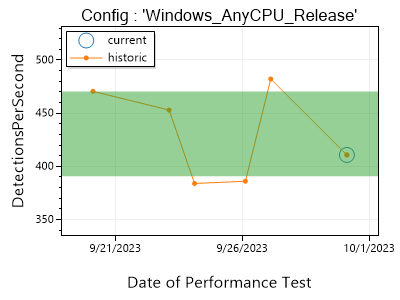 Config : 'Windows_AnyCPU_Release'
current
historic
DetectionsPerSecond
500
450
400
350
9/21/2023
9/26/2023
10/1/2023
Date of Performance Test